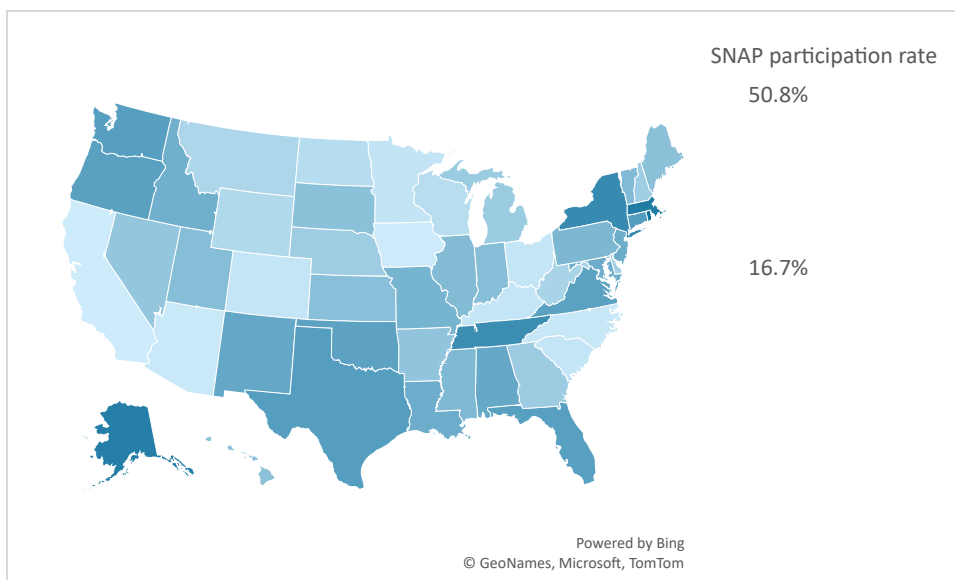 SNAP participation rate
50.8%
16.7%
Powered by Bing
© GeoNames, Microsoft, TomTom